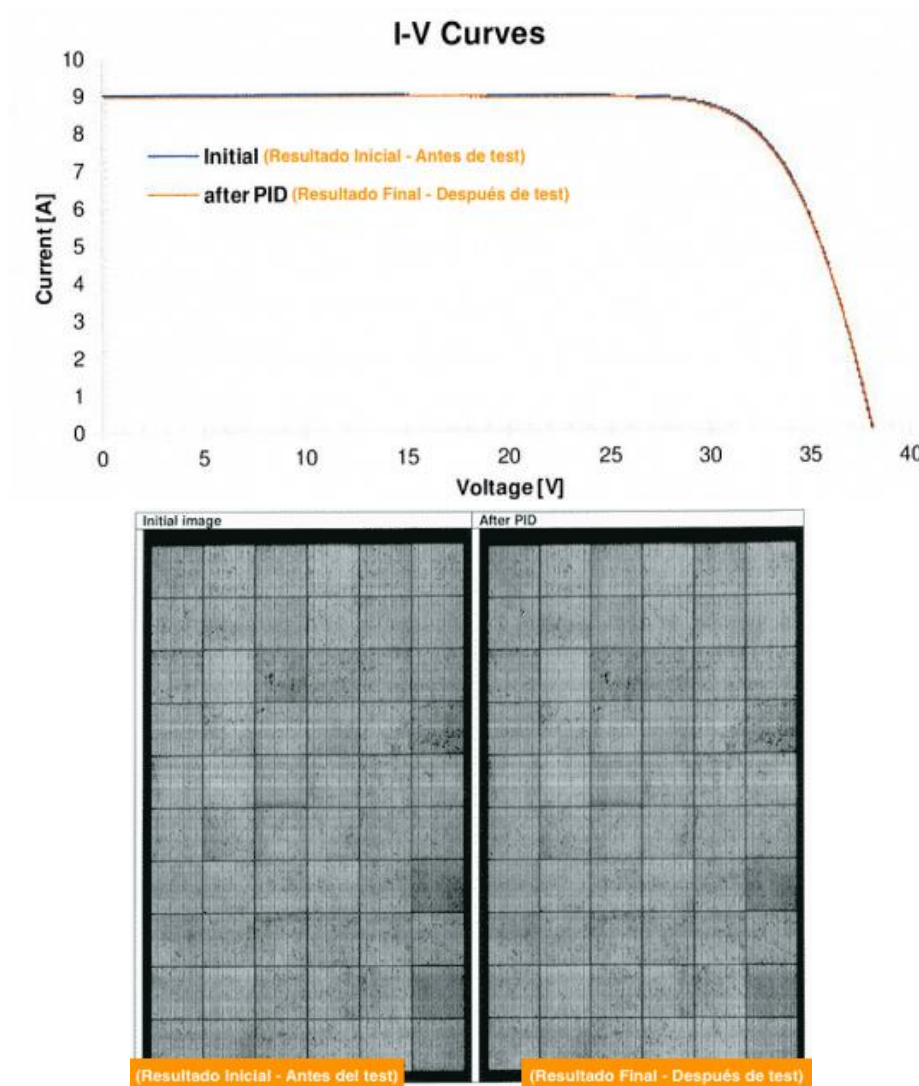 I-V Curves
10
9
8
7
6
5
4
3
2
1
0
Current [A]
Initial (Resultado Inicial - Antes de test)
after PID (Resultado Final - Después de test)
0 5 10 15 20 25 30 35 40
Voltage [V]
Initial image After PID
(Resultado Inicial - Antes del test) (Resultado Final - Después de test)